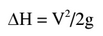 ΔH = V²/2g